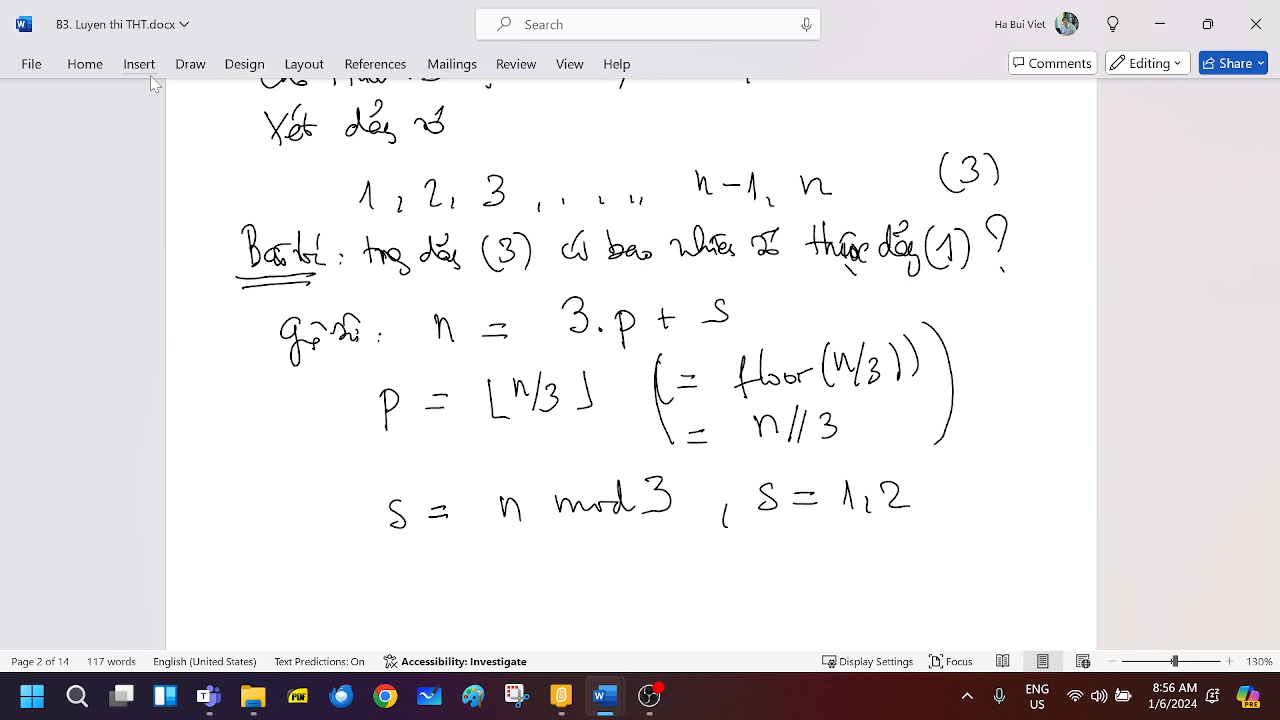 B3. Luyen thi THT.docx
Search
Ha Bui Viet
File Home Insert Draw Design Layout References Mailings Review View Help
Comments Editing Share
Xét dãy số
1, 2, 3, ...., n-1, n (3)
Bài trí: trong dãy (3) có bao nhiêu số thuộc dãy (1)?
Gọi sử: n = 3.p + s
p = ⌊n/3⌋ (= floor(n/3))
= n//3
s = n mod 3, s = 1,2
Page 2 of 14 117 words English (United States) Text Predictions: On Accessibility: Investigate Display Settings Focus 130%
ENG
US
8:56 AM
1/6/2024